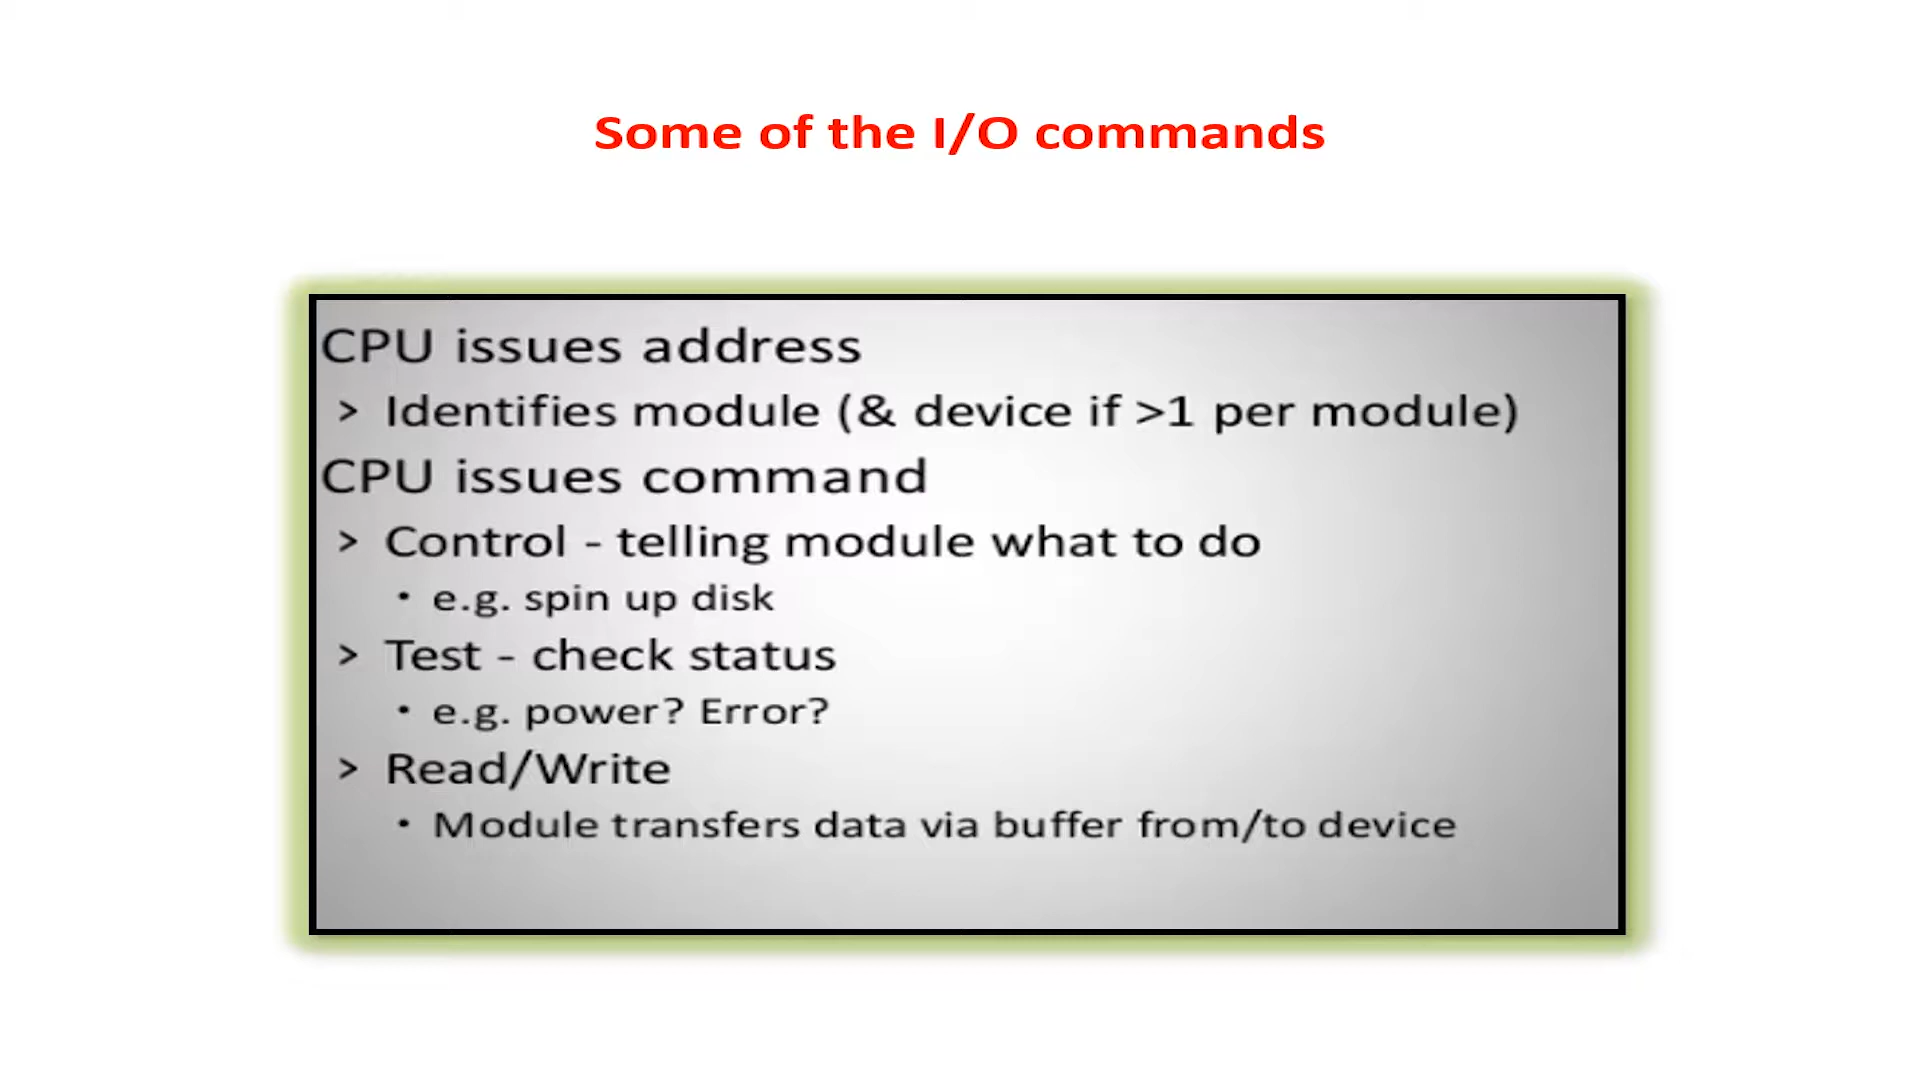 Some of the I/O commands
CPU issues address
> Identifies module (& device if >1 per module)
CPU issues command
> Control - telling module what to do
• e.g. spin up disk
> Test - check status
• e.g. power? Error?
> Read/Write
• Module transfers data via buffer from/to device